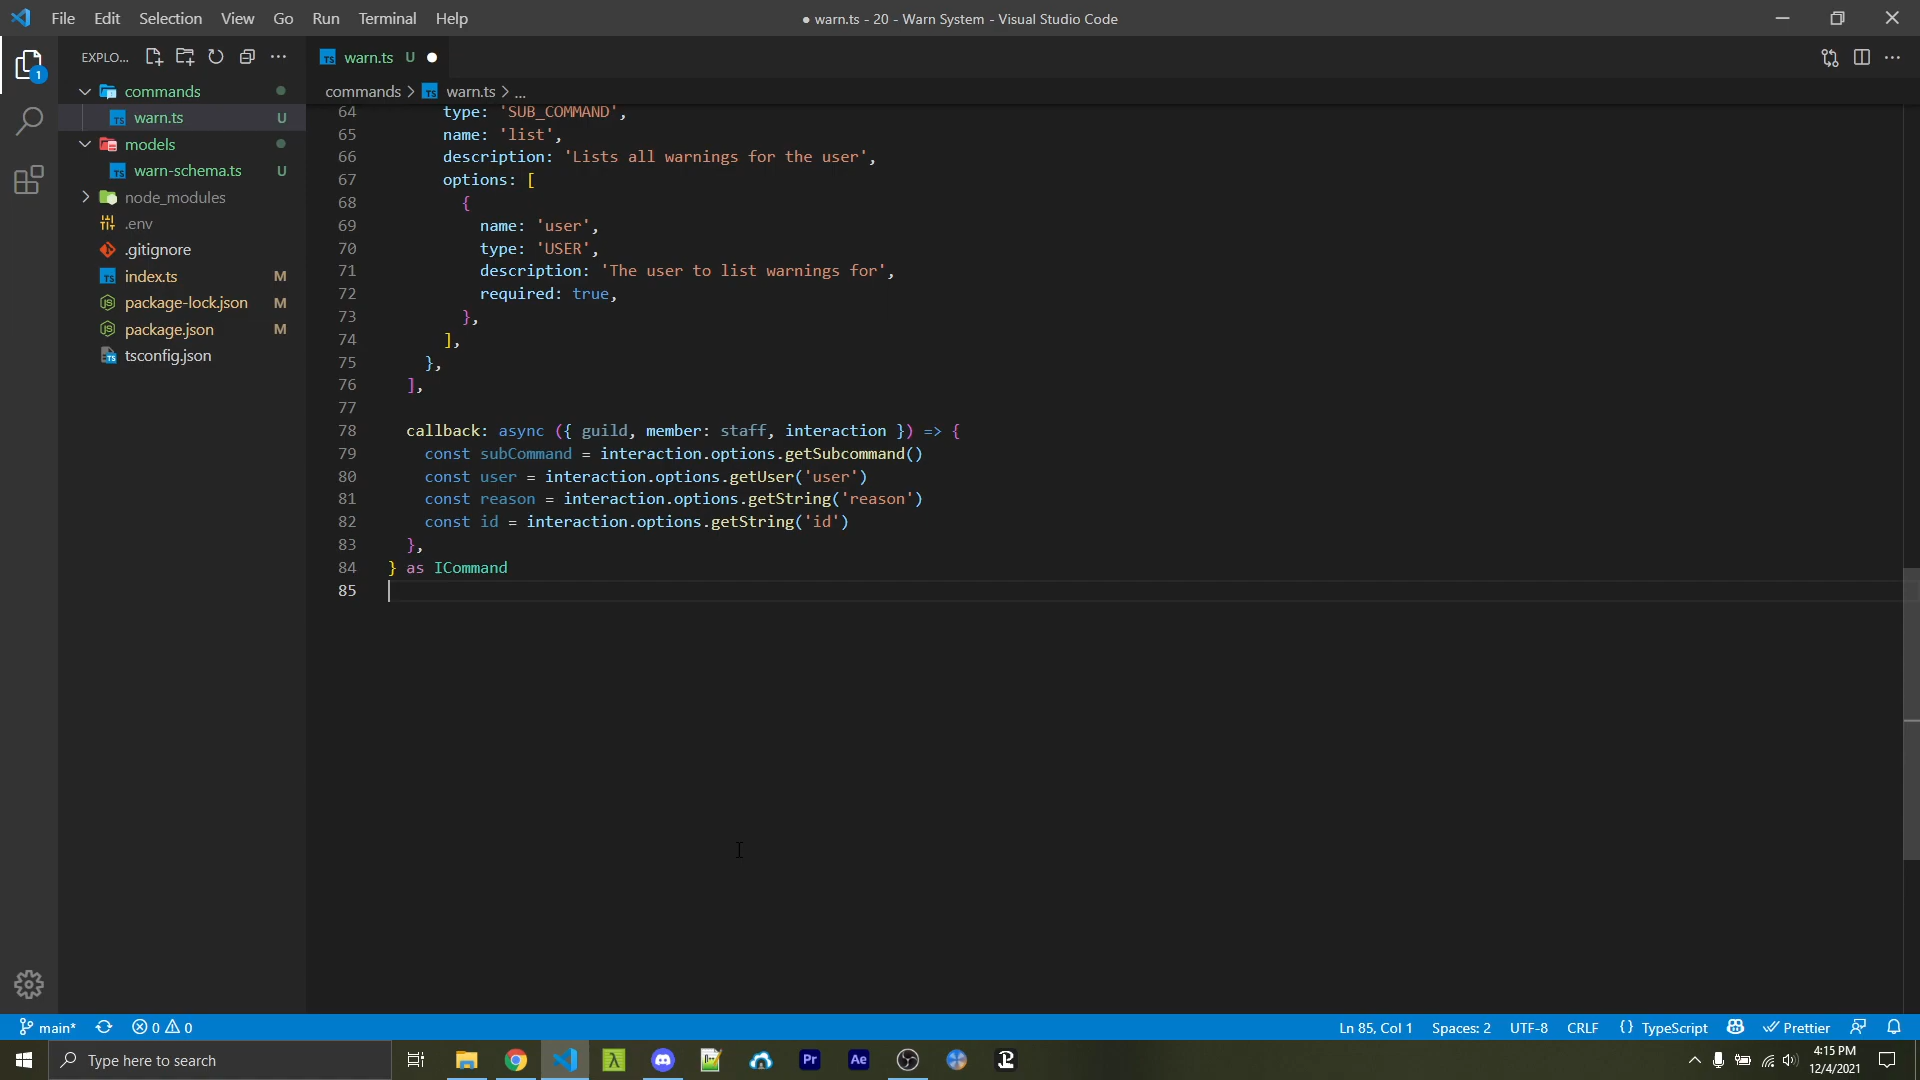 File Edit Selection View Go Run Terminal Help
● warn.ts - 20 - Warn System - Visual Studio Code
EXPLO...
warn.ts U
1
commands
warn.ts U
models
warn-schema.ts U
node_modules
.env
.gitignore
index.ts M
package-lock.json M
package.json M
tsconfig.json
commands > warn.ts > ...
64 type: 'SUB_COMMAND',
65 name: 'list',
66 description: 'Lists all warnings for the user',
67 options: [
68 {
69 name: 'user',
70 type: 'USER',
71 description: 'The user to list warnings for',
72 required: true,
73 },
74 ],
75 },
76 ],
77
78 callback: async ({ guild, member: staff, interaction }) => {
79 const subCommand = interaction.options.getSubcommand()
80 const user = interaction.options.getUser('user')
81 const reason = interaction.options.getString('reason')
82 const id = interaction.options.getString('id')
83 },
84 } as ICommand
85
main* 0 0
Ln 85, Col 1 Spaces: 2 UTF-8 CRLF {} TypeScript Prettier
Type here to search
Pr
Ae
4:15 PM
12/4/2021